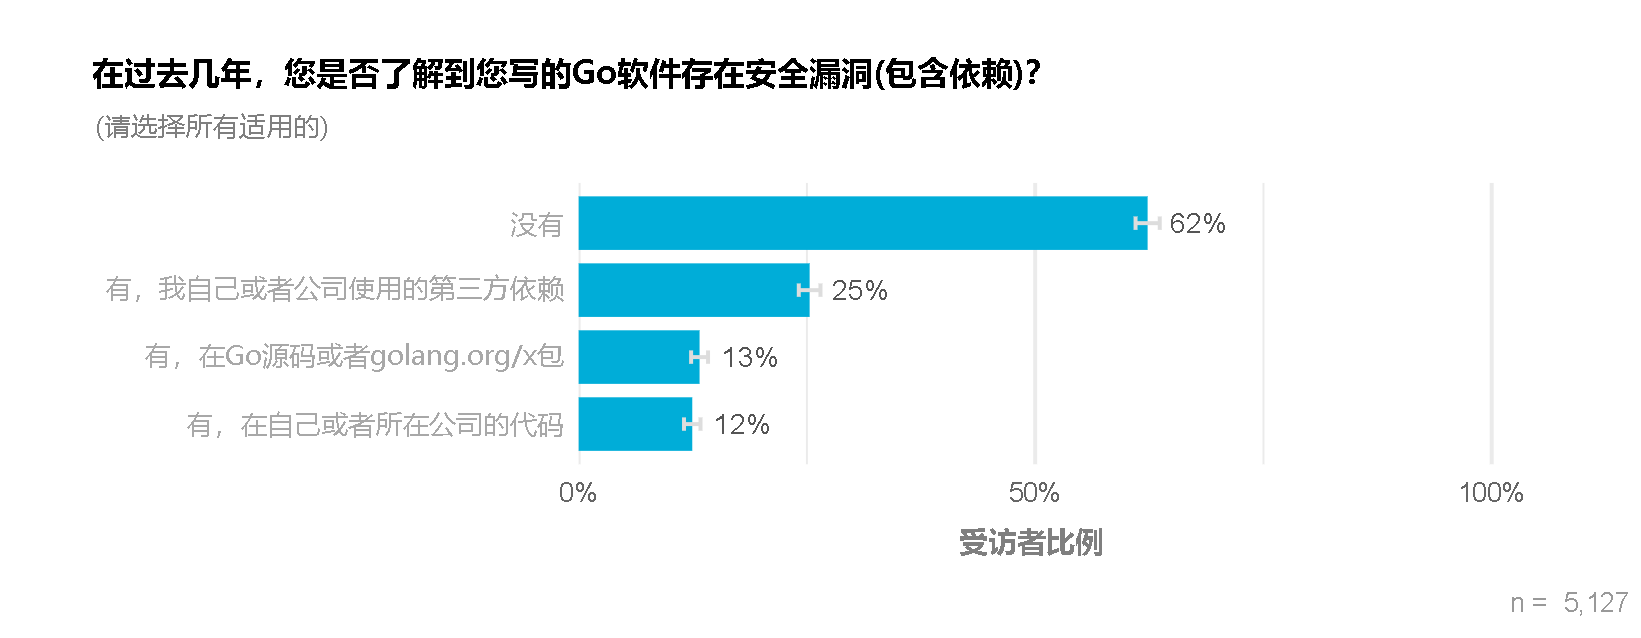 在过去几年，您是否了解到您写的Go软件存在安全漏洞(包含依赖)？
(请选择所有适用的)
没有
62%
有，我自己或者公司使用的第三方依赖
25%
有，在Go源码或者golang.org/x包
13%
有，在自己或者所在公司的代码
12%
0% 50% 100%
受访者比例
n = 5,127